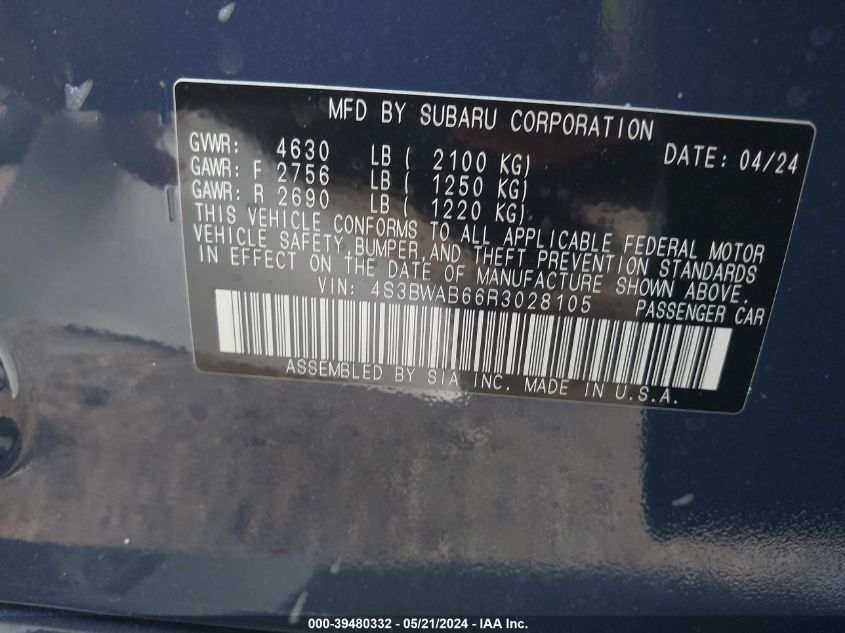 MFD BY SUBARU CORPORATION
GVWR: 4630 LB ( 2100 KG) DATE: 04/24
GAWR: F 2756 LB ( 1250 KG)
GAWR: R 2690 LB ( 1220 KG)
THIS VEHICLE CONFORMS TO ALL APPLICABLE FEDERAL MOTOR
VEHICLE SAFETY,BUMPER,AND THEFT PREVENTION STANDARDS
IN EFFECT ON THE DATE OF MANUFACTURE SHOWN ABOVE.
VIN: 4S3BWAB66R3028105 PASSENGER CAR
ASSEMBLED BY SIA INC. MADE IN U.S.A.
000-39480332 - 05/21/2024 - IAA Inc.